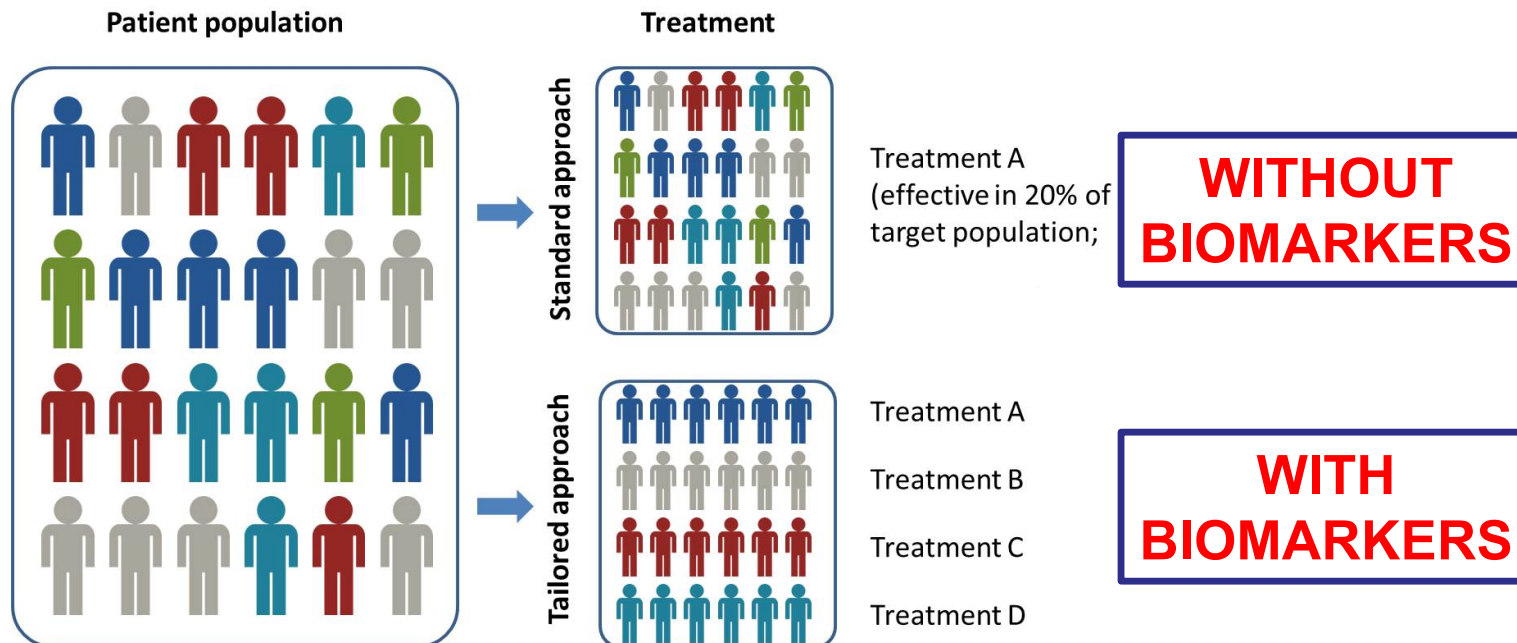 Patient population
Treatment
Standard approach
Treatment A
(effective in 20% of
target population;
WITHOUT
BIOMARKERS
Tailored approach
Treatment A
Treatment B
Treatment C
Treatment D
WITH
BIOMARKERS